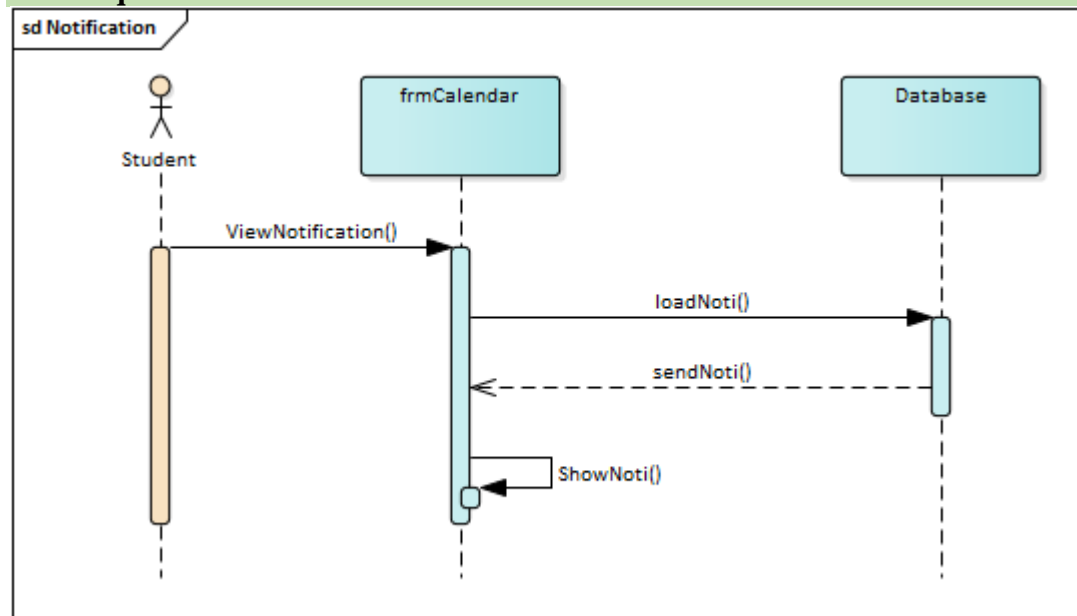 sd Notification
frmCalendar
Database
Student
ViewNotification()
loadNoti()
sendNoti()
ShowNoti()